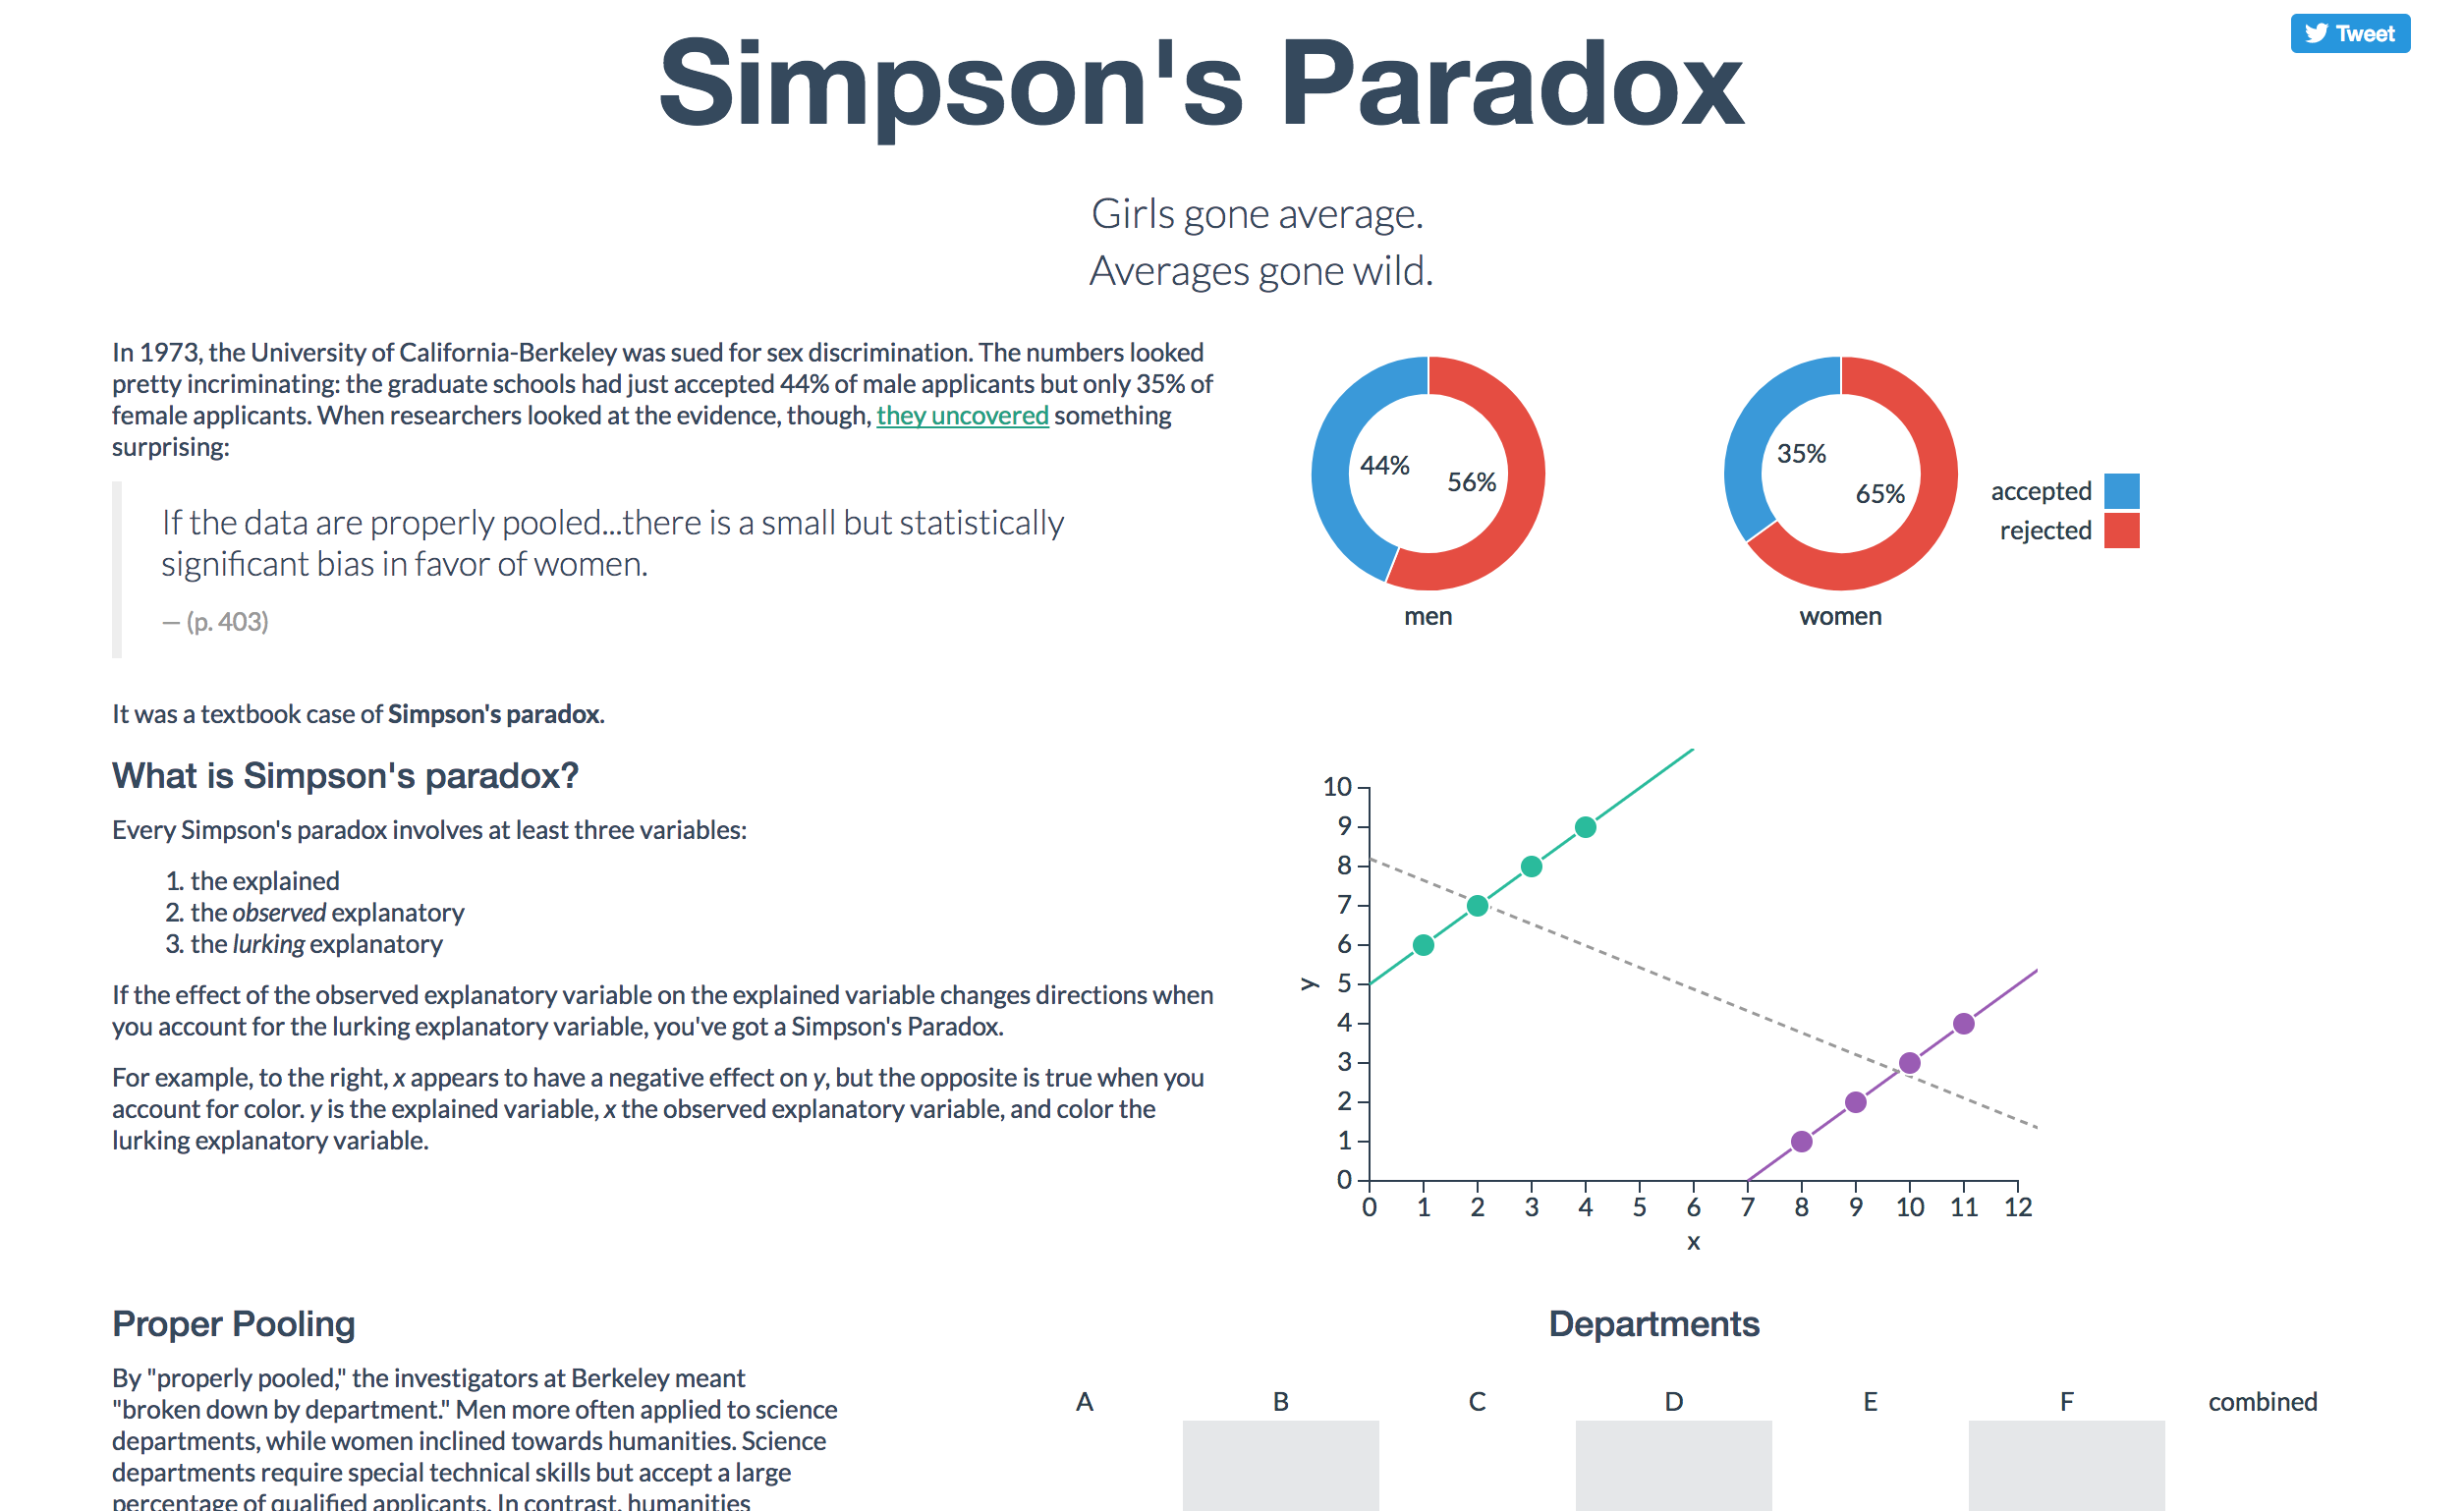 Tweet
Simpson's Paradox
Girls gone average.
Averages gone wild.
In 1973, the University of California-Berkeley was sued for sex discrimination. The numbers looked
pretty incriminating: the graduate schools had just accepted 44% of male applicants but only 35% of
female applicants. When researchers looked at the evidence, though, they uncovered something
surprising:
If the data are properly pooled...there is a small but statistically
significant bias in favor of women.
— (p. 403)
44%
56%
men
35%
65%
women
accepted
rejected
It was a textbook case of Simpson's paradox.
What is Simpson's paradox?
Every Simpson's paradox involves at least three variables:
1. the explained
2. the observed explanatory
3. the lurking explanatory
If the effect of the observed explanatory variable on the explained variable changes directions when
you account for the lurking explanatory variable, you've got a Simpson's Paradox.
For example, to the right, x appears to have a negative effect on y, but the opposite is true when you
account for color. y is the explained variable, x the observed explanatory variable, and color the
lurking explanatory variable.
10
9
8
7
6
5
4
3
2
1
0
y
0 1 2 3 4 5 6 7 8 9 10 11 12
x
Proper Pooling
By "properly pooled," the investigators at Berkeley meant
"broken down by department." Men more often applied to science
departments, while women inclined towards humanities. Science
departments require special technical skills but accept a large
percentage of qualified applicants. In contrast, humanities
Departments
A B C D E F combined